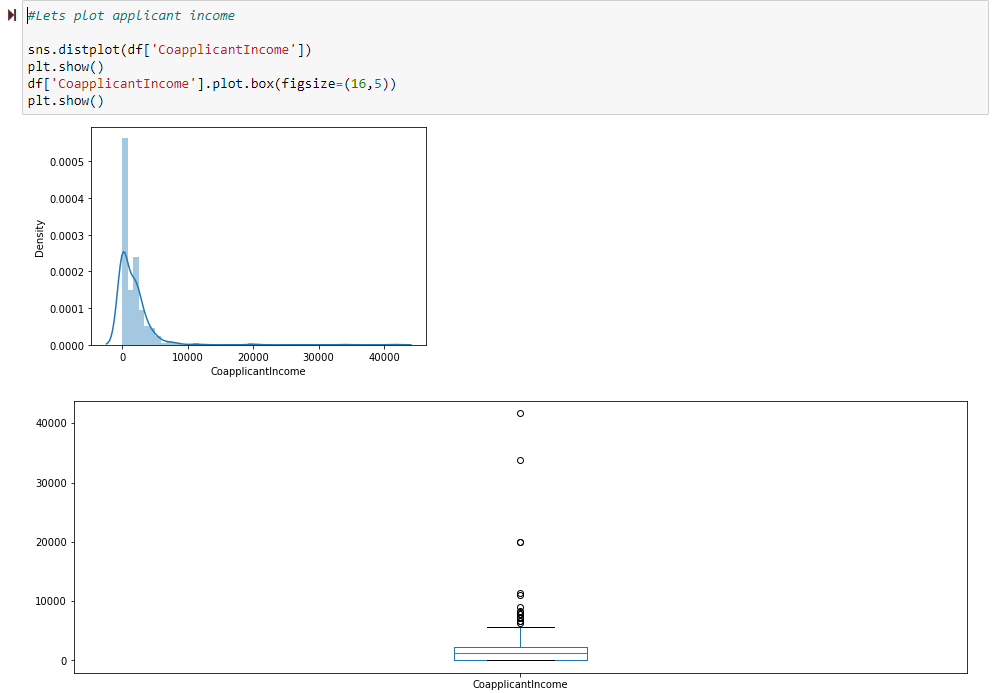 #Lets plot applicant income
sns.distplot(df['CoapplicantIncome'])
plt.show()
df['CoapplicantIncome'].plot.box(figsize=(16,5))
plt.show()
0.0005
0.0004
0.0003
0.0002
0.0001
0.0000
Density
0 10000 20000 30000 40000
CoapplicantIncome
40000
30000
20000
10000
0
CoapplicantIncome